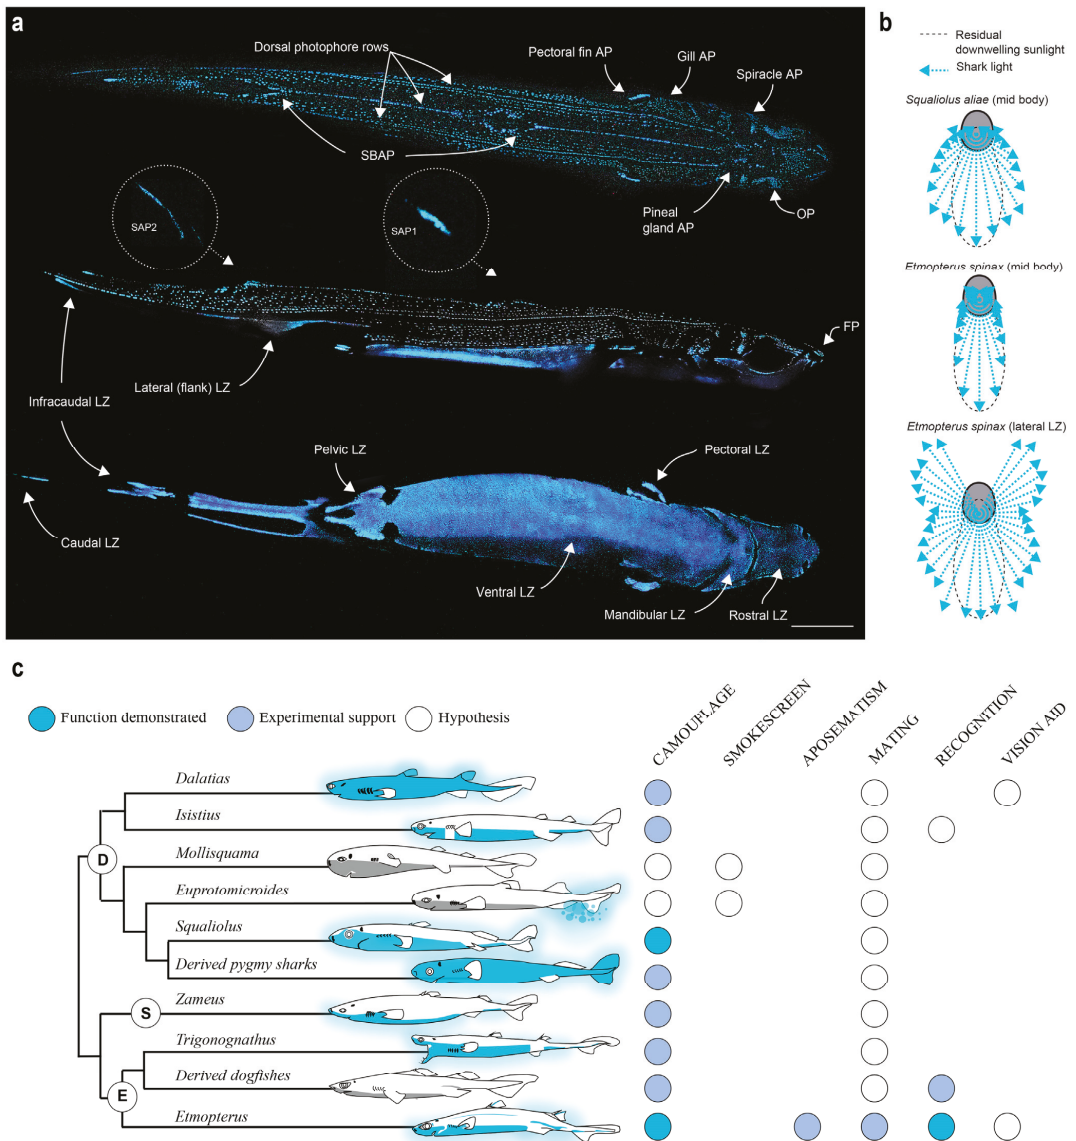 a
Dorsal photophore rows
Pectoral fin AP
Gill AP
Spiracle AP
SBAP
SAP2
SAP1
Pineal
gland AP
OP
FP
Lateral (flank) LZ
Infracaudal LZ
Pelvic LZ
Pectoral LZ
Caudal LZ
Ventral LZ
Mandibular LZ
Rostral LZ
b
Residual
downwelling sunlight
Shark light
Squaliolus aliae (mid body)
Etmopterus spinax (mid body)
Etmopterus spinax (lateral LZ)
c
Function demonstrated
Experimental support
Hypothesis
CAMOUFLAGE
SMOKESCREEN
APOSEMATISM
MATING
RECOGNITION
VISION AID
Dalatias
Isistius
D
Mollisquama
Euprotomicroides
Squaliolus
Derived pygmy sharks
Zameus
S
Trigonognathus
Derived dogfishes
E
Etmopterus